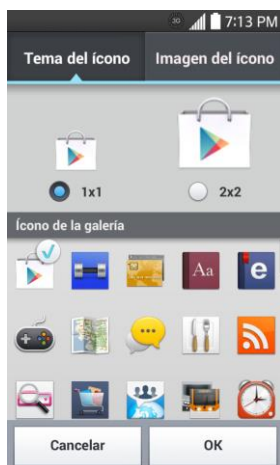 7:13 PM
Tema del ícono
Imagen del ícono
1x1
2x2
Ícono de la galería
Aa
e
Cancelar
OK